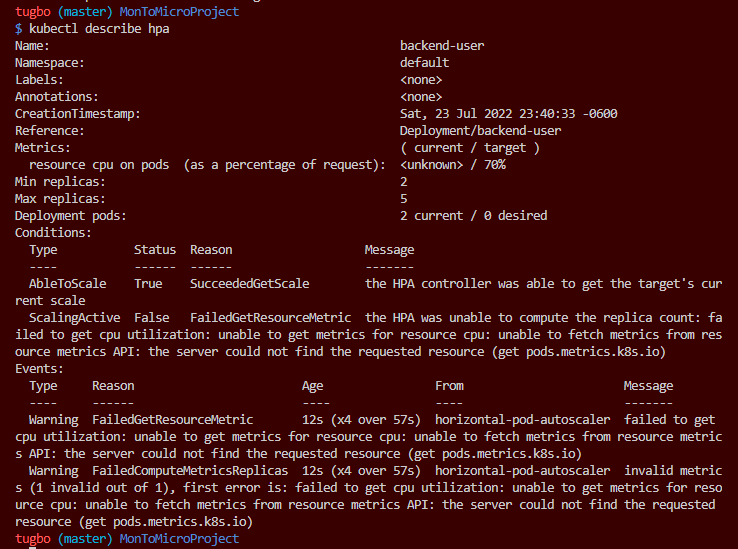 tugbo (master) MonToMicroProject
$ kubectl describe hpa
Name: backend-user
Namespace: default
Labels: <none>
Annotations: <none>
CreationTimestamp: Sat, 23 Jul 2022 23:40:33 -0600
Reference: Deployment/backend-user
Metrics: ( current / target )
resource cpu on pods (as a percentage of request): <unknown> / 70%
Min replicas: 2
Max replicas: 5
Deployment pods: 2 current / 0 desired
Conditions:
Type Status Reason Message
---- ------ ------ -------
AbleToScale True SucceededGetScale the HPA controller was able to get the target's cur
rent scale
ScalingActive False FailedGetResourceMetric the HPA was unable to compute the replica count: fa
iled to get cpu utilization: unable to get metrics for resource cpu: unable to fetch metrics from res
ource metrics API: the server could not find the requested resource (get pods.metrics.k8s.io)
Events:
Type Reason Age From Message
---- ------ ---- ---- -------
Warning FailedGetResourceMetric 12s (x4 over 57s) horizontal-pod-autoscaler failed to get
cpu utilization: unable to get metrics for resource cpu: unable to fetch metrics from resource metric
s API: the server could not find the requested resource (get pods.metrics.k8s.io)
Warning FailedComputeMetricsReplicas 12s (x4 over 57s) horizontal-pod-autoscaler invalid metric
s (1 invalid out of 1), first error is: failed to get cpu utilization: unable to get metrics for reso
urce cpu: unable to fetch metrics from resource metrics API: the server could not find the requested
resource (get pods.metrics.k8s.io)
tugbo (master) MonToMicroProject